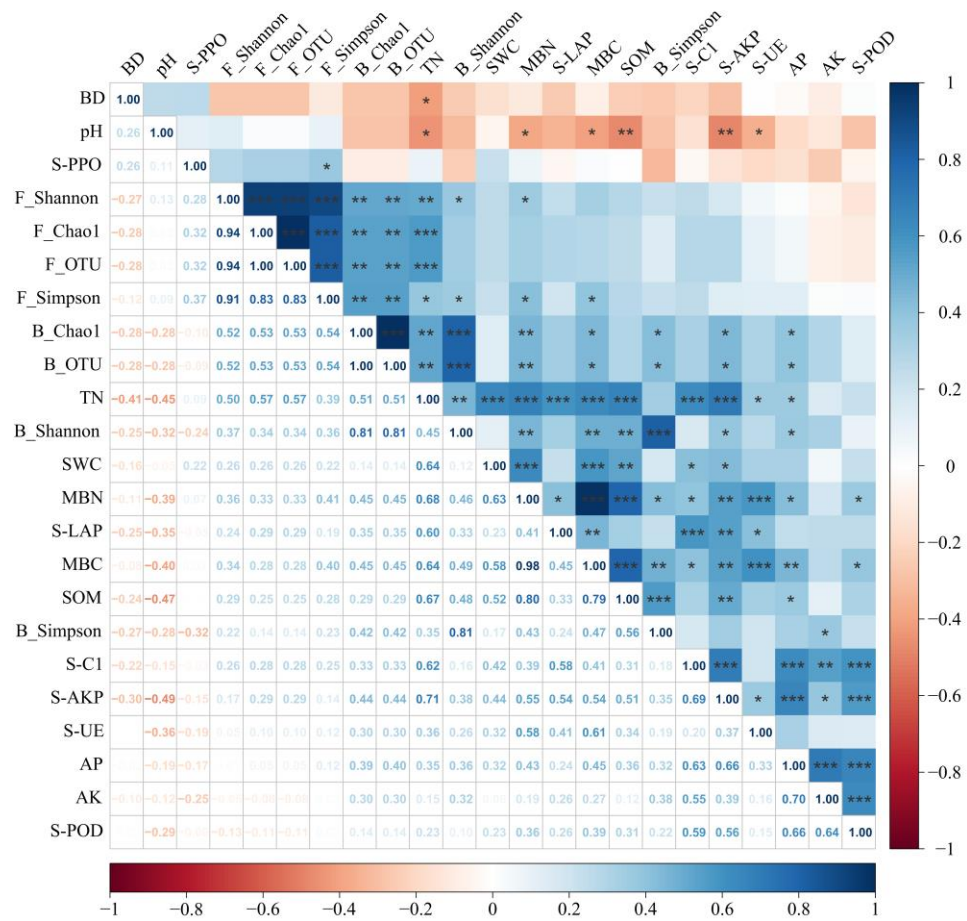 BD pH S-PPO F_Shannon F_Chao1 F_OTU F_Simpson B_Chao1 B_OTU TN B_Shannon SWC MBN S-LAP MBC SOM B_Simpson S-C1 S-AKP S-UE AP AK S-POD
BD 1.00 *
pH 0.26 1.00 * * * ** ** *
S-PPO 0.26 0.11 1.00 *
F_Shannon −0.27 0.13 0.28 1.00 *** *** *** ** ** ** * *
F_Chao1 −0.28 0.32 0.94 1.00 *** *** ** ** ***
F_OTU −0.28 0.32 0.94 1.00 1.00 *** ** ** ***
F_Simpson −0.12 0.09 0.37 0.91 0.83 0.83 1.00 ** ** * * * *
B_Chao1 −0.28 −0.28 −0.10 0.52 0.53 0.53 0.54 1.00 *** ** *** ** * * * *
B_OTU −0.28 −0.28 −0.09 0.52 0.53 0.53 0.54 1.00 1.00 ** *** ** * * * *
TN −0.41 −0.45 0.09 0.50 0.57 0.57 0.39 0.51 0.51 1.00 ** *** *** *** *** *** *** *** * *
B_Shannon −0.25 −0.32 −0.24 0.37 0.34 0.34 0.36 0.81 0.81 0.45 1.00 ** ** ** *** * *
SWC −0.16 0.22 0.26 0.26 0.26 0.22 0.14 0.14 0.64 0.12 1.00 *** *** ** * *
MBN −0.11 −0.39 0.36 0.33 0.33 0.41 0.45 0.45 0.68 0.46 0.63 1.00 * *** *** * * ** *** * *
S-LAP −0.25 −0.35 0.24 0.29 0.29 0.19 0.35 0.35 0.60 0.33 0.23 0.41 1.00 ** *** ** *
MBC −0.40 0.34 0.28 0.28 0.40 0.45 0.45 0.64 0.49 0.58 0.98 0.45 1.00 *** ** * ** *** ** *
SOM −0.24 −0.47 0.29 0.25 0.25 0.28 0.29 0.29 0.67 0.48 0.52 0.80 0.33 0.79 1.00 *** ** *
B_Simpson −0.27 −0.28 −0.32 0.22 0.14 0.14 0.23 0.42 0.42 0.35 0.81 0.17 0.43 0.24 0.47 0.56 1.00 *
S-C1 −0.22 −0.15 0.26 0.28 0.28 0.25 0.33 0.33 0.62 0.16 0.42 0.39 0.58 0.41 0.31 0.18 1.00 *** *** ** ***
S-AKP −0.30 −0.49 −0.15 0.17 0.29 0.29 0.14 0.44 0.44 0.71 0.38 0.44 0.55 0.54 0.54 0.51 0.35 0.69 1.00 * *** * ***
S-UE −0.36 −0.19 0.10 0.10 0.12 0.30 0.30 0.36 0.26 0.32 0.58 0.41 0.61 0.34 0.19 0.20 0.37 1.00
AP −0.19 −0.17 0.12 0.39 0.40 0.35 0.36 0.32 0.43 0.24 0.45 0.36 0.32 0.63 0.66 0.33 1.00 *** ***
AK −0.10 −0.12 −0.25 0.30 0.30 0.15 0.32 0.19 0.26 0.27 0.12 0.38 0.55 0.39 0.16 0.70 1.00 ***
S-POD −0.29 −0.13 −0.11 −0.11 0.14 0.14 0.23 0.10 0.23 0.36 0.26 0.39 0.31 0.22 0.59 0.56 0.15 0.66 0.64 1.00
1
0.8
0.6
0.4
0.2
0
−0.2
−0.4
−0.6
−0.8
−1
−1 −0.8 −0.6 −0.4 −0.2 0 0.2 0.4 0.6 0.8 1